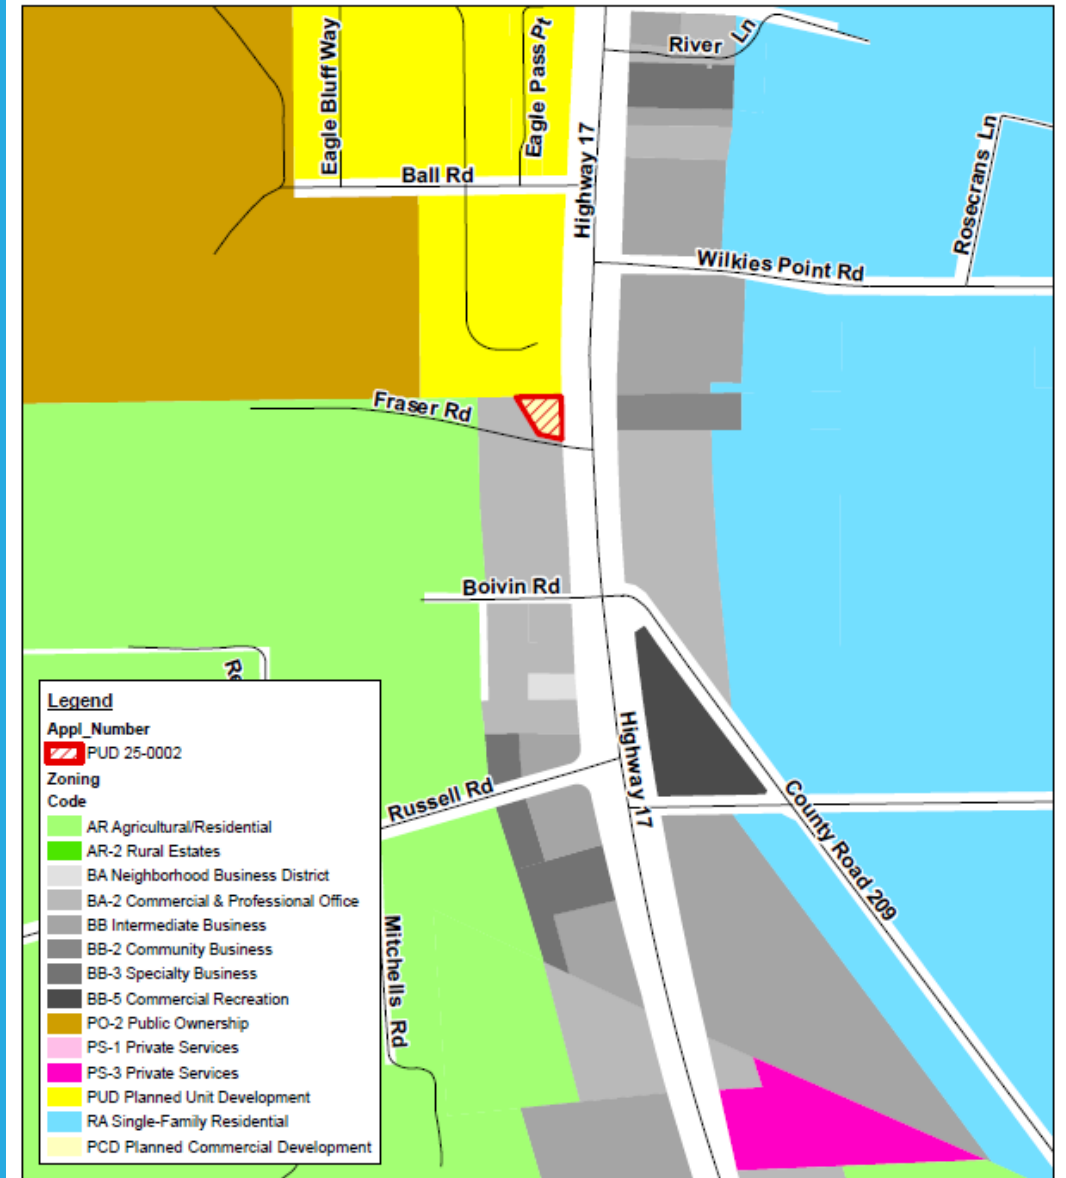 Eagle Bluff Way
Eagle Pass Pt
River Ln
Ball Rd
Highway 17
Rosecrans Ln
Wilkies Point Rd
Fraser Rd
Boivin Rd
Re
Highway 17
Russell Rd
County Road 209
Mitchells Rd
Legend
Appl_Number
PUD 25-0002
Zoning
Code
AR Agricultural/Residential
AR-2 Rural Estates
BA Neighborhood Business District
BA-2 Commercial & Professional Office
BB Intermediate Business
BB-2 Community Business
BB-3 Specialty Business
BB-5 Commercial Recreation
PO-2 Public Ownership
PS-1 Private Services
PS-3 Private Services
PUD Planned Unit Development
RA Single-Family Residential
PCD Planned Commercial Development